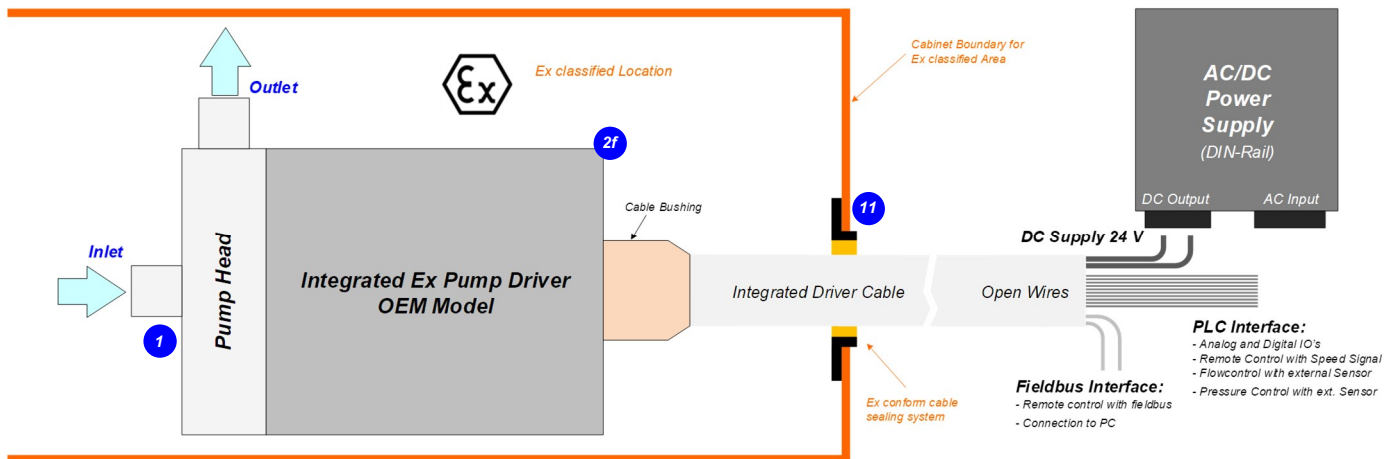 Outlet
Ex
Ex classified Location
Cabinet Boundary for
Ex classified Area
AC/DC
Power
Supply
(DIN-Rail)
DC Output
AC Input
2f
11
Cable Bushing
DC Supply 24 V
Inlet
1
Pump Head
Integrated Ex Pump Driver
OEM Model
Integrated Driver Cable
Open Wires
PLC Interface:
- Analog and Digital IO's
- Remote Control with Speed Signal
- Flowcontrol with external Sensor
- Pressure Control with ext. Sensor
Fieldbus Interface:
- Remote control with fieldbus
- Connection to PC
Ex conform cable
sealing system